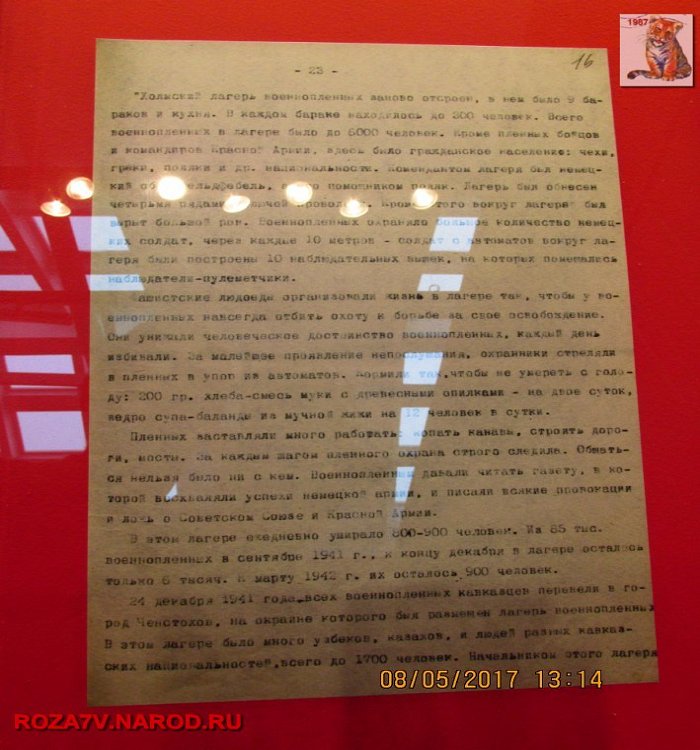 1987
- 23 -
16
"Холмский лагерь военнопленных заново отстроен, в нем было 9 ба-
раков и кухня. В каждом бараке находилось до 300 человек. Всего
военнопленных в лагере было до 6000 человек. Кроме пленных бойцов
и командиров Красной Армии, здесь было гражданское население: чехи,
греки, поляки и др. национальности. Комендантом лагеря был немец-
кий помощником поляк. Лагерь был обнесен
четырьмя рядами колючей проволоки. Кроме этого вокруг лагеря был
вырыт большой ров. Военнопленных охраняло большое количество немец-
ких солдат, через каждые 10 метров - солдат с автоматов вокруг ла-
геря были построены 10 наблюдательных вышек, на которых помещались
наблюдатели-пулеметчики.
Фашистские людоеды организовали жизнь в лагере так, чтобы у во-
еннопленных навсегда отбить охоту к борьбе за свое освобождение.
Они унижали человеческое достоинство военнопленных, каждый день
избивали. За малейшее проявление непослушания, охранники стреляли
в пленных в упор из автоматов. Кормили так,чтобы не умереть с голо-
ду: 200 гр. хлеба-смесь муки с древесными опилками - на двое суток,
ведро супа-баланды из мучной жижи на 12 человек в сутки.
Пленных заставляли много работать: копать канавы, строить доро-
ги, мосты. За каждым шагом пленного охрана строго следила. Общать-
ся нельзя было ни с кем. Военнопленным давали читать газету, в ко-
торой восхваляли успехи немецкой армии, и писали всякие провокации
и ложь о Советском Союзе и Красной Армии.
В этом лагере ежедневно умирало 800-900 человек. Из 85 тыс.
военнопленных в сентябре 1941 г., к концу декабря в лагере осталось
только 6 тысяч. К марту 1942 г. их осталось 900 человек.
24 декабря 1941 года всех военнопленных кавказцев перевели в го-
род Ченстохов, на окраине которого был размещен лагерь военнопленных
В этом лагере было много узбеков, казахов, и людей разных кавказ-
ских национальностей,всего до 1700 человек. Начальником этого лагеря
08/05/2017 13:14
ROZA7V.NAROD.RU